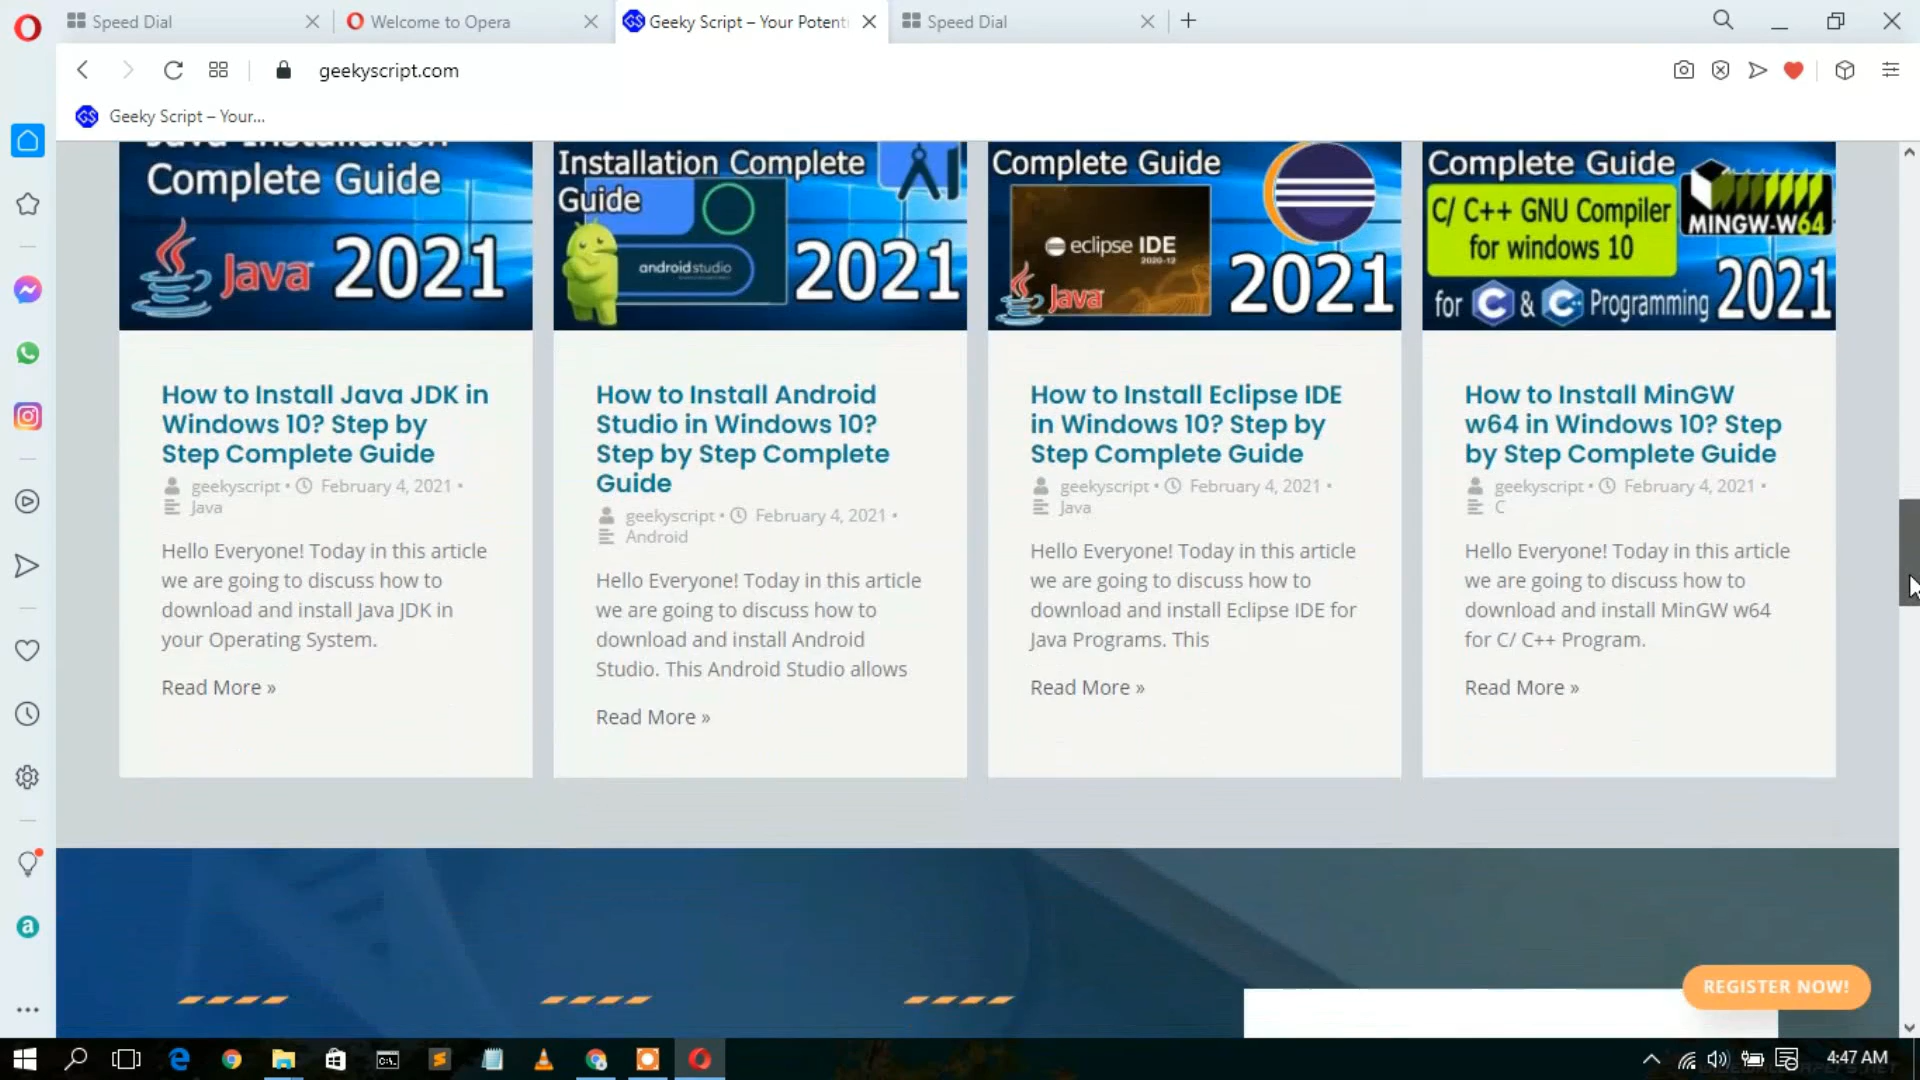 Speed Dial
Welcome to Opera
Geeky Script – Your Potent
Speed Dial
geekyscript.com
Geeky Script – Your...
Java Installation
Complete Guide
Java 2021
Installation Complete
Guide
androidstudio
2021
Complete Guide
eclipse IDE
2020-12
Java
2021
Complete Guide
C/ C++ GNU Compiler
for windows 10
MINGW-W64
for C & C++ Programming 2021
How to Install Java JDK in
Windows 10? Step by
Step Complete Guide
geekyscript • February 4, 2021 •
Java
Hello Everyone! Today in this article
we are going to discuss how to
download and install Java JDK in
your Operating System.
Read More »
How to Install Android
Studio in Windows 10?
Step by Step Complete
Guide
geekyscript • February 4, 2021 •
Android
Hello Everyone! Today in this article
we are going to discuss how to
download and install Android
Studio. This Android Studio allows
Read More »
How to Install Eclipse IDE
in Windows 10? Step by
Step Complete Guide
geekyscript • February 4, 2021 •
Java
Hello Everyone! Today in this article
we are going to discuss how to
download and install Eclipse IDE for
Java Programs. This
Read More »
How to Install MinGW
w64 in Windows 10? Step
by Step Complete Guide
geekyscript • February 4, 2021 •
C
Hello Everyone! Today in this article
we are going to discuss how to
download and install MinGW w64
for C/ C++ Program.
Read More »
REGISTER NOW!
4:47 AM